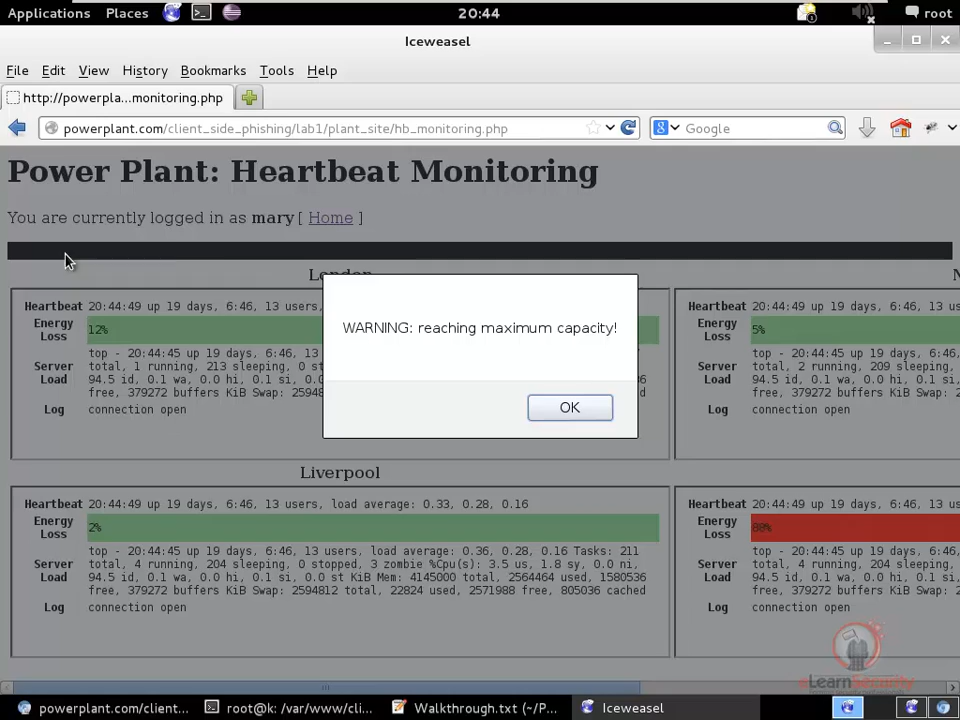 Applications Places 20:44 root
Iceweasel
File Edit View History Bookmarks Tools Help
http://powerpla...monitoring.php
powerplant.com/client_side_phishing/lab1/plant_site/hb_monitoring.php Google
Power Plant: Heartbeat Monitoring
You are currently logged in as mary [ Home ]
London N
Heartbeat 20:44:49 up 19 days, 6:46, 13 users, Heartbeat 20:44:49 up 19 days, 6:46, 13 us
Energy Loss 12% Energy Loss 5%
WARNING: reaching maximum capacity!
top - 20:44:45 up 19 days, 6:46, 13 top - 20:44:45 up 19 days, 6:46, 13
Server total, 1 running, 213 sleeping, 0 st Server total, 2 running, 209 sleeping,
Load 94.5 id, 0.1 wa, 0.0 hi, 0.1 si, 0.0 Load 94.5 id, 0.1 wa, 0.0 hi, 0.1 si,
free, 379272 buffers KiB Swap: 2594 free, 379272 buffers KiB Swap:
Log connection open Log connection open
OK
Liverpool
Heartbeat 20:44:49 up 19 days, 6:46, 13 users, load average: 0.33, 0.28, 0.16 Heartbeat 20:44:49 up 19 days, 6:46, 13 us
Energy Loss 2% Energy Loss 88%
top - 20:44:45 up 19 days, 6:46, 13 users, load average: 0.36, 0.28, 0.16 Tasks: 211 top - 20:44:45 up 19 days, 6:46, 13
Server total, 4 running, 204 sleeping, 0 stopped, 3 zombie %Cpu(s): 3.5 us, 1.8 sy, 0.0 ni, Server total, 4 running, 204 sleeping,
Load 94.5 id, 0.1 wa, 0.0 hi, 0.1 si, 0.0 st KiB Mem: 4145000 total, 2564464 used, 1580536 Load 94.5 id, 0.1 wa, 0.0 hi, 0.1 si,
free, 379272 buffers KiB Swap: 2594812 total, 22824 used, 2571988 free, 805036 cached free, 379272 buffers KiB Swap:
Log connection open Log connection open
eLearnSecurity
powerplant.com/client... root@k: /var/www/cli... Walkthrough.txt (~/P... Iceweasel